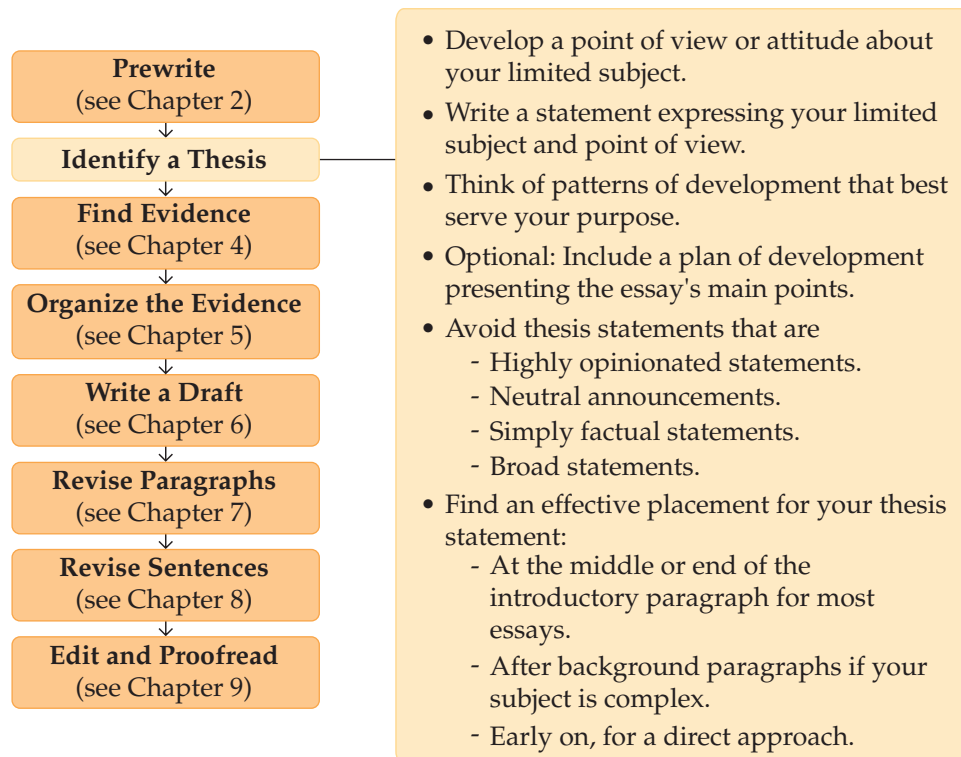 Prewrite
(see Chapter 2)
Identify a Thesis
Find Evidence
(see Chapter 4)
Organize the Evidence
(see Chapter 5)
Write a Draft
(see Chapter 6)
Revise Paragraphs
(see Chapter 7)
Revise Sentences
(see Chapter 8)
Edit and Proofread
(see Chapter 9)
• Develop a point of view or attitude about
your limited subject.
• Write a statement expressing your limited
subject and point of view.
• Think of patterns of development that best
serve your purpose.
• Optional: Include a plan of development
presenting the essay's main points.
• Avoid thesis statements that are
- Highly opinionated statements.
- Neutral announcements.
- Simply factual statements.
- Broad statements.
• Find an effective placement for your thesis
statement:
- At the middle or end of the
introductory paragraph for most
essays.
- After background paragraphs if your
subject is complex.
- Early on, for a direct approach.